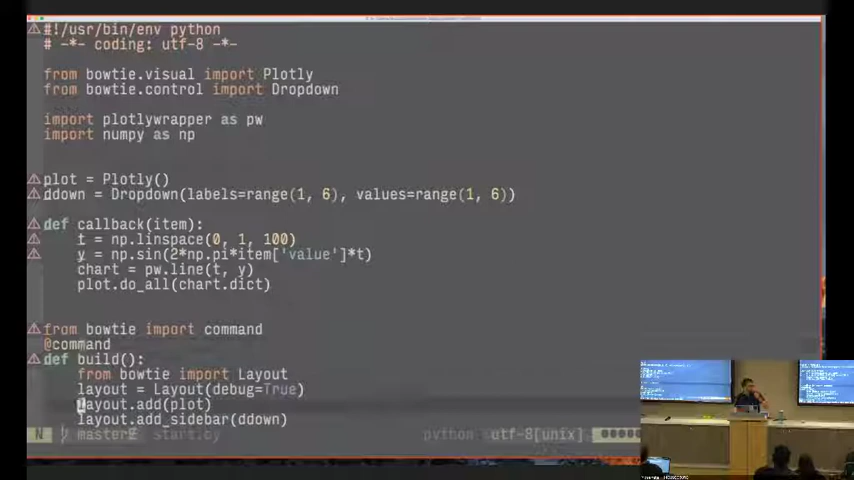 #!/usr/bin/env python
# -*- coding: utf-8 -*-
from bowtie.visual import Plotly
from bowtie.control import Dropdown
import plotlywrapper as pw
import numpy as np
plot = Plotly()
ddown = Dropdown(labels=range(1, 6), values=range(1, 6))
def callback(item):
t = np.linspace(0, 1, 100)
y = np.sin(2*np.pi*item['value']*t)
chart = pw.line(t, y)
plot.do_all(chart.dict)
from bowtie import command
@command
def build():
from bowtie import Layout
layout = Layout(debug=True)
layout.add(plot)
layout.add_sidebar(ddown)
N master start.py python utf-8[unix]